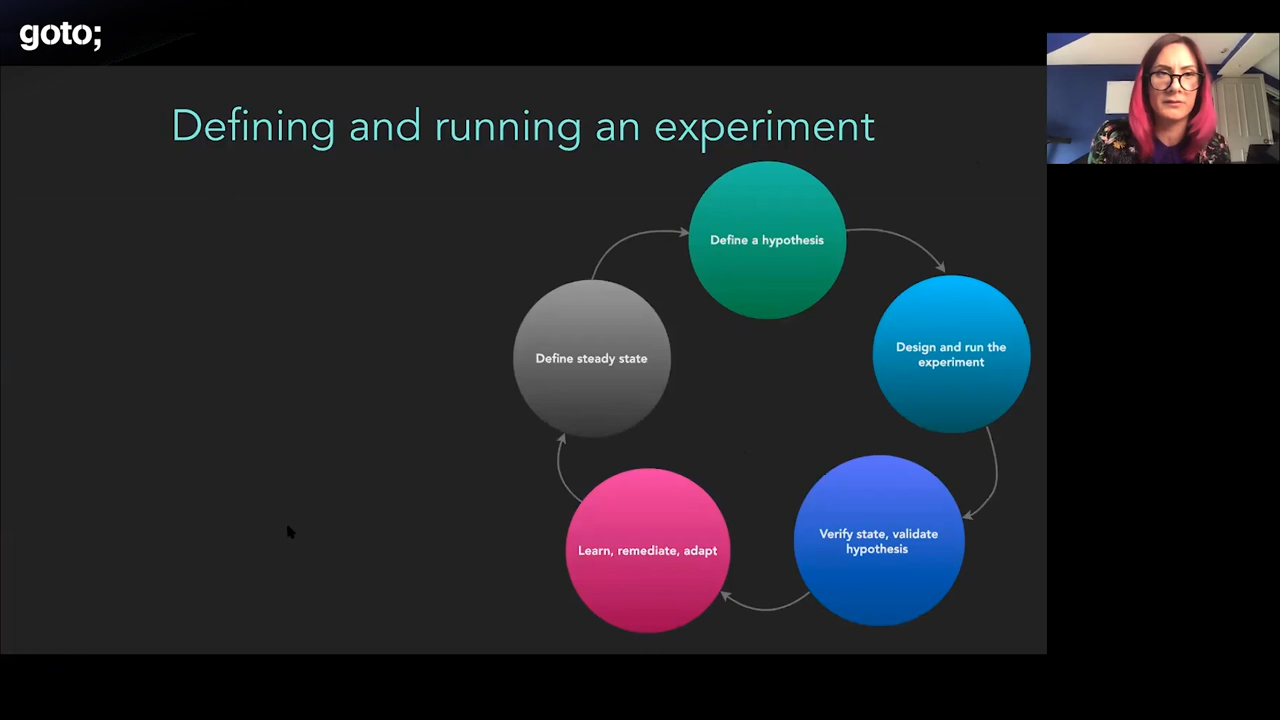 goto;
Defining and running an experiment
Define a hypothesis
Design and run the
experiment
Define steady state
Verify state, validate
hypothesis
Learn, remediate, adapt